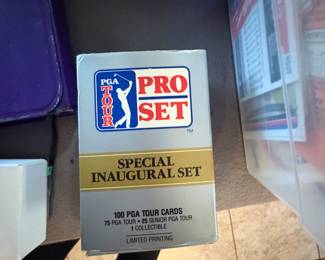 PGA
TOUR
PRO
SET
TM
SPECIAL
INAUGURAL SET
100 PGA TOUR CARDS
75 PGA TOUR • 25 SENIOR PGA TOUR
1 COLLECTIBLE
LIMITED PRINTING